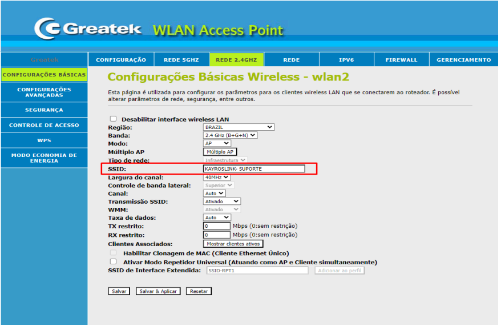 Greatek WLAN Access Point
CONFIGURAÇÃO REDE 5GHZ REDE 2.4GHZ REDE IPV6 FIREWALL GERENCIAMENTO
Greatek
CONFIGURAÇÕES BÁSICAS
CONFIGURAÇÕES
AVANÇADAS
SEGURANÇA
CONTROLE DE ACESSO
WPS
MODO ECONOMIA DE
ENERGIA
Configurações Básicas Wireless - wlan2
Esta página é utilizada para configurar os parâmetros para os clientes wireless LAN que se conectarem ao roteador. É possível
alterar parâmetros de rede, segurança, entre outros.
Desabilitar interface wireless LAN
Região: BRAZIL
Banda: 2.4 GHz (B+G+N)
Modo: AP
Múltiplo AP Múltiplo AP
Tipo de rede: Infraestrutura
SSID: KAYROSLINK- SUPORTE
Largura do canal: 40MHz
Controle de banda lateral: Superior
Canal: Auto
Transmissão SSID: Ativado
WMM: Ativado
Taxa de dados: Auto
TX restrito: 0 Mbps (0:sem restrição)
RX restrito: 0 Mbps (0:sem restrição)
Clientes Associados: Mostrar clientes ativos
Habilitar Clonagem de MAC (Cliente Ethernet Único)
Ativar Modo Repetidor Universal (Atuando como AP e Cliente simultaneamente)
SSID de Interface Extendida: SSID-RPT1 Adicionar ao perfil
Salvar Salvar & Aplicar Resetar